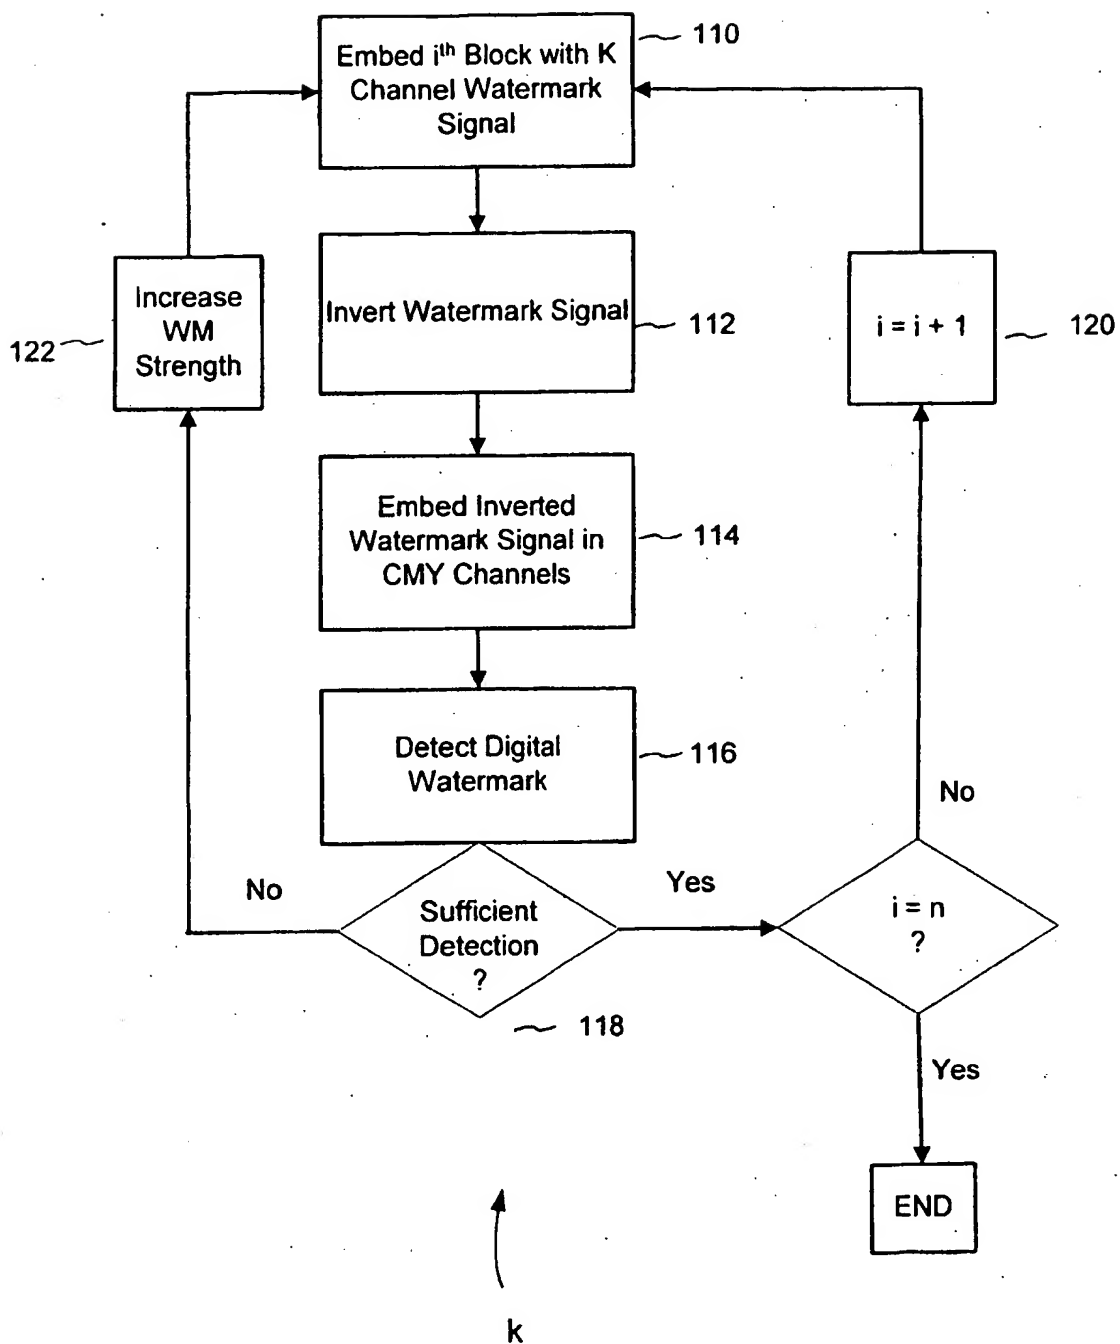 Embed ith Block with K
Channel Watermark
Signal
110
Invert Watermark Signal
112
Increase
WM
Strength
122
i = i + 1
120
Embed Inverted
Watermark Signal in
CMY Channels
114
Detect Digital
Watermark
116
No
Sufficient
Detection
?
118
Yes
i = n
?
No
Yes
END
k